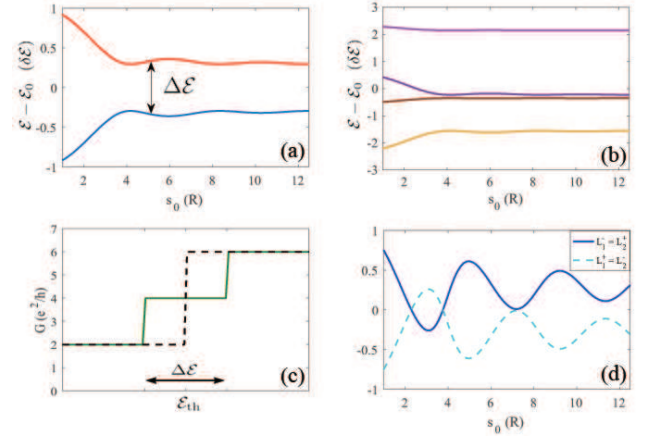 1
0.5
0
-0.5
-1
2
4
6
8
10
12
ℰ − ℰ₀ (δℰ)
s₀ (R)
Δℰ
(a)
3
2
1
0
-1
-2
-3
2
4
6
8
10
12
ℰ − ℰ₀ (δℰ)
s₀ (R)
(b)
7
6
5
4
3
2
1
0
G (e²/h)
Δℰ
ℰth
(c)
1
0.5
0
-0.5
-1
2
4
6
8
10
12
s₀ (R)
L₁⁻ = L₂⁺
L₁⁺ = L₂⁻
(d)